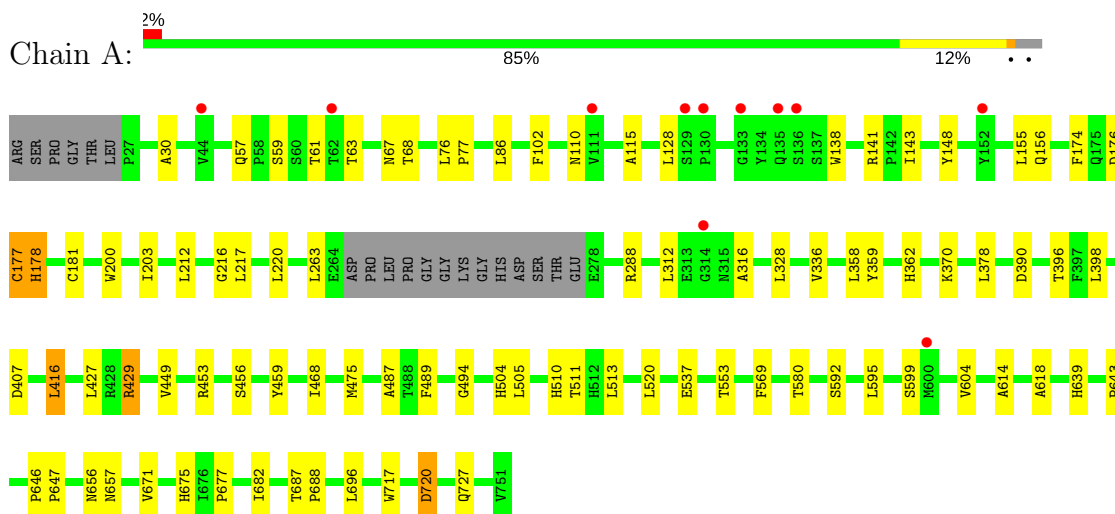 2%
Chain A:
85% 12% • •
ARG SER PRO GLY THR LEU P27 A30 V44 Q57 P58 S59 S60 T61 T62 T63 N67 T68 L76 P77 L86 F102 N110 V111 A115 L128 S129 P130 G133 Y134 Q135 S136 S137 W138 R141 P142 I143 Y148 Y152 L155 Q156 F174 Q175
C177 H178 C181 W200 I203 L212 G216 L217 L220 L263 E264 ASP PRO LEU PRO GLY GLY LYS GLY HIS ASP SER THR GLU E278 R288 L312 E313 G314 N315 A316 L328 V336 L358 Y359 H362 K370 L378 D390 T396 F397 L398
D407 L416 L427 R428 R429 V449 R453 S456 Y459 I468 M475 A487 T488 F489 G494 H504 L505 H510 T511 H512 L513 L520 E537 T553 F569 T580 S592 L595 S599 M600 V604 A614 A618 H639
P646 P647 N656 N657 V671 H675 I676 P677 I682 T687 P688 L696 W717 D720 Q727 V751